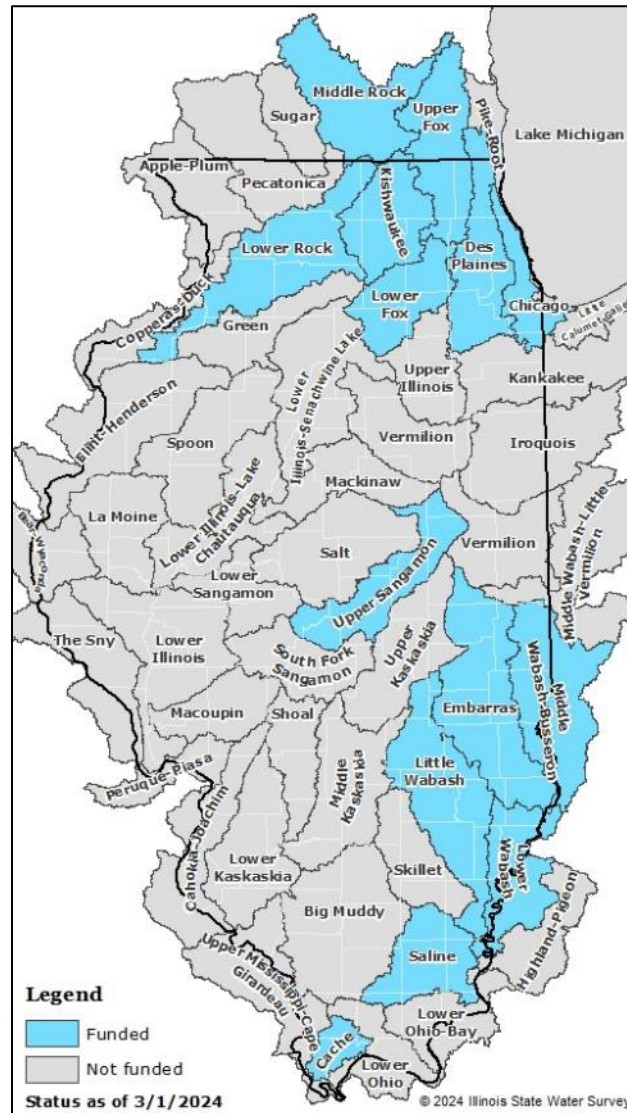 Middle Rock
Upper
Fox
Pike-Root
Sugar
Lake Michigan
Apple-Plum
Pecatonica
Kishwaukee
Lower Rock
Des
Plaines
Copperas-Duck
Lower
Fox
Chicago
Little
Calumet-Galien
Green
Lower
Illinois-Senachwine Lake
Upper
Illinois
Kankakee
Flint-Henderson
Spoon
Vermilion
Iroquois
Mackinaw
Lower Illinois-Lake
Chautauqua
La Moine
Salt
Vermilion
Middle Wabash-Little
Vermilion
Bear-Wyaconda
Lower
Sangamon
Upper Sangamon
The Sny
Lower
Illinois
South Fork
Sangamon
Upper
Kaskaskia
Macoupin
Shoal
Embarras
Middle
Wabash-Busseron
Peruque-Piasa
Middle
Kaskaskia
Little
Wabash
Cahokia-Joachim
Lower
Kaskaskia
Skillet
Lower
Wabash
Big Muddy
Highland-Pigeon
Upper Mississippi-Cape
Girardeau
Saline
Lower
Ohio-Bay
Cache
Lower
Ohio
Legend
Funded
Not funded
Status as of 3/1/2024
© 2024 Illinois State Water Survey